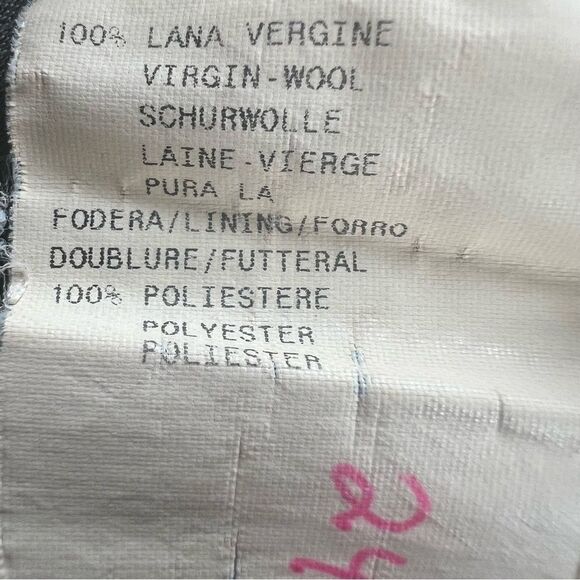 100% LANA VERGINE
VIRGIN-WOOL
SCHURWOLLE
LAINE-VIERGE
PURA LA
FODERA/LINING/FORRO
DOUBLURE/FUTTERAL
100% POLIESTERE
POLYESTER
POLIESTER